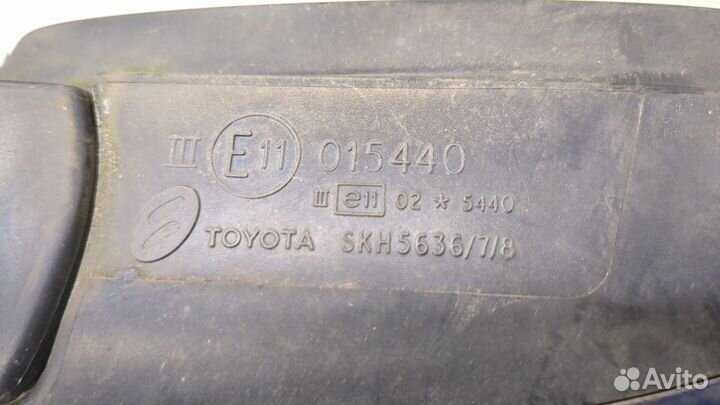 III E11 015440
III e11 02 * 5440
TOYOTA SKH5636/7/8
Avito